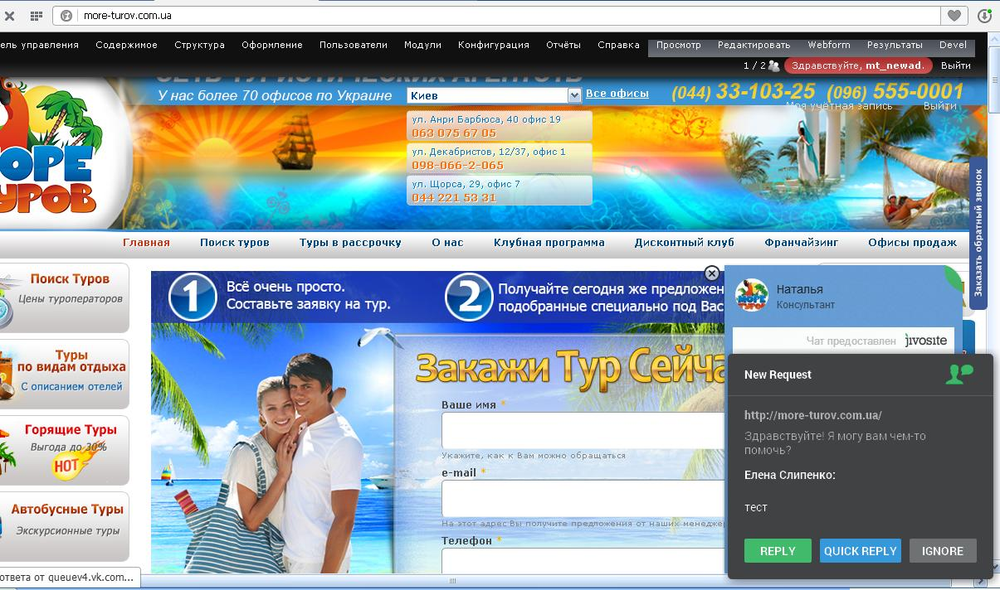 more-turov.com.ua
ель управления Содержимое Структура Оформление Пользователи Модули Конфигурация Отчёты Справка Просмотр Редактировать Webform Результаты Devel
1 / 2 Здравствуйте, mt_newad. Выйти
СЕТЬ ТУРИСТИЧЕСКИХ АГЕНТСТВ
У нас более 70 офисов по Украине
Киев
Все офисы
(044) 33-103-25 (096) 555-0001
Моя учётная запись Выйти
ул. Анри Барбюса, 40 офис 19
063 075 67 05
ул. Декабристов, 12/37, офис 1
098-066-2-065
ул. Щорса, 29, офис 7
044 221 53 31
МОРЕ
ТУРОВ
Заказать обратный звонок
Главная Поиск туров Туры в рассрочку О нас Клубная программа Дисконтный клуб Франчайзинг Офисы продаж
Поиск Туров
Цены туроператоров
Туры
по видам отдыха
С описанием отелей
Горящие Туры
Выгода до 30%
HOT
Автобусные Туры
Экскурсионные туры
1 Всё очень просто.
Составьте заявку на тур.
2 Получайте сегодня же предложен
подобранные специально под Вас
Закажи Тур Сейча
Ваше имя *
Укажите, как к Вам можно обращаться
e-mail *
На этот адрес Вы получите предложения от наших менеджер
Телефон *
Наталья
Консультант
МОРЕ
Чат предоставлен jivosite
New Request
http://more-turov.com.ua/
Здравствуйте! Я могу вам чем-то
помочь?
Елена Слипенко:
тест
REPLY QUICK REPLY IGNORE
ответа от queuev4.vk.com...